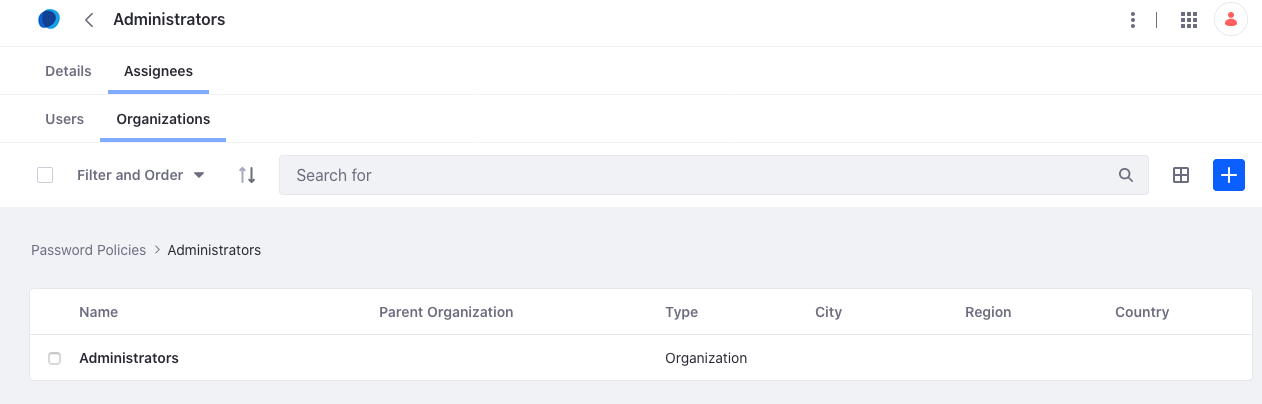 Administrators
Details Assignees
Users Organizations
Filter and Order Search for
Password Policies > Administrators
Name Parent Organization Type City Region Country
Administrators Organization